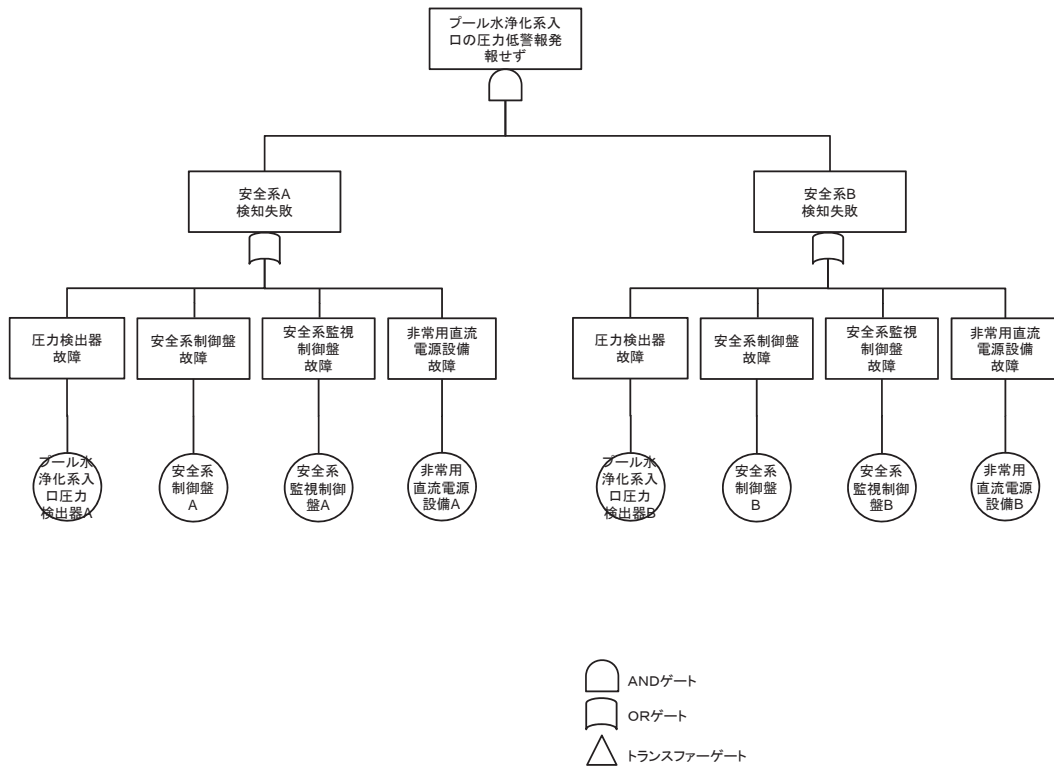 プール水浄化系入
口の圧力低警報発
報せず
安全系A
検知失敗
安全系B
検知失敗
圧力検出器
故障
安全系制御盤
故障
安全系監視
制御盤
故障
非常用直流
電源設備
故障
圧力検出器
故障
安全系制御盤
故障
安全系監視
制御盤
故障
非常用直流
電源設備
故障
プール水
浄化系入
口圧力
検出器A
安全系
制御盤
A
安全系
監視制御
盤A
非常用
直流電源
設備A
プール水
浄化系入
口圧力
検出器B
安全系
制御盤
B
安全系
監視制御
盤B
非常用
直流電源
設備B
ANDゲート
ORゲート
トランスファーゲート